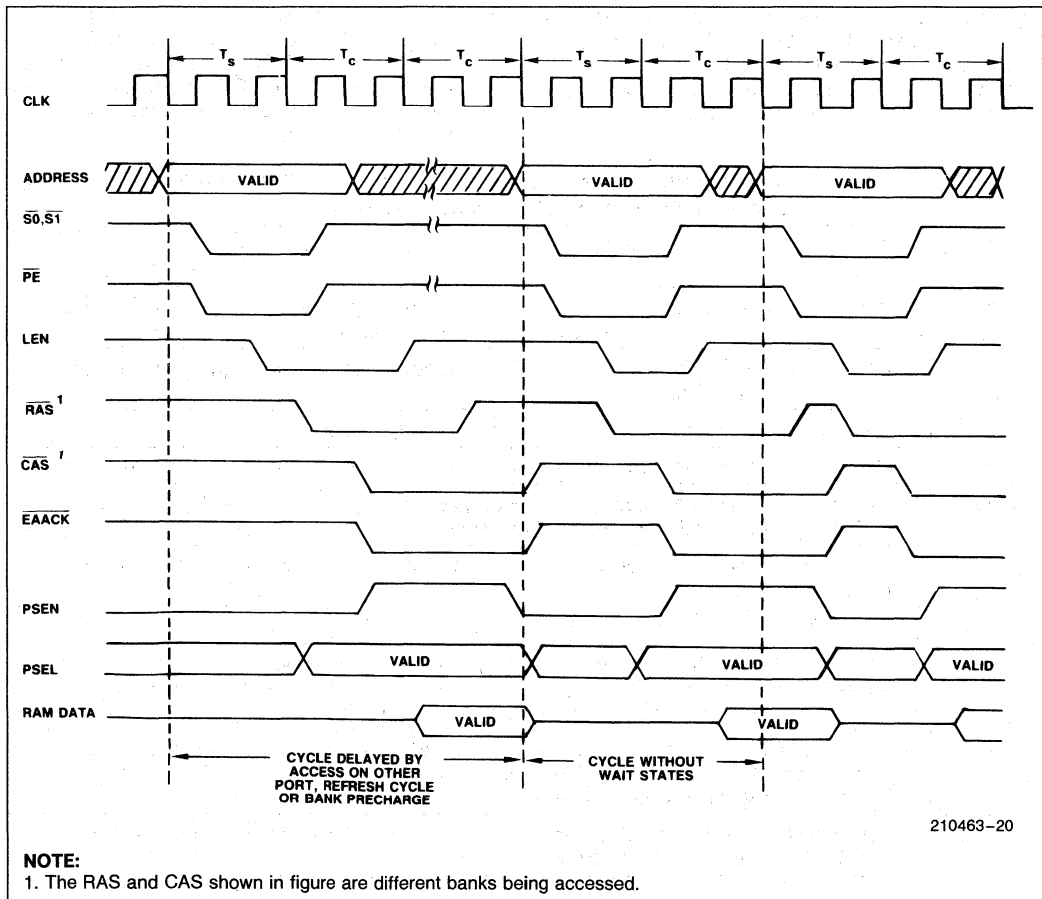 Ts Tc Tc Ts Tc Ts Tc
CLK
ADDRESS VALID VALID VALID
S0,S1
PE
LEN
RAS 1
CAS 1
EAACK
PSEN
PSEL VALID VALID VALID
RAM DATA VALID VALID
CYCLE DELAYED BY
ACCESS ON OTHER
PORT, REFRESH CYCLE
OR BANK PRECHARGE
CYCLE WITHOUT
WAIT STATES
210463-20
NOTE:
1. The RAS and CAS shown in figure are different banks being accessed.